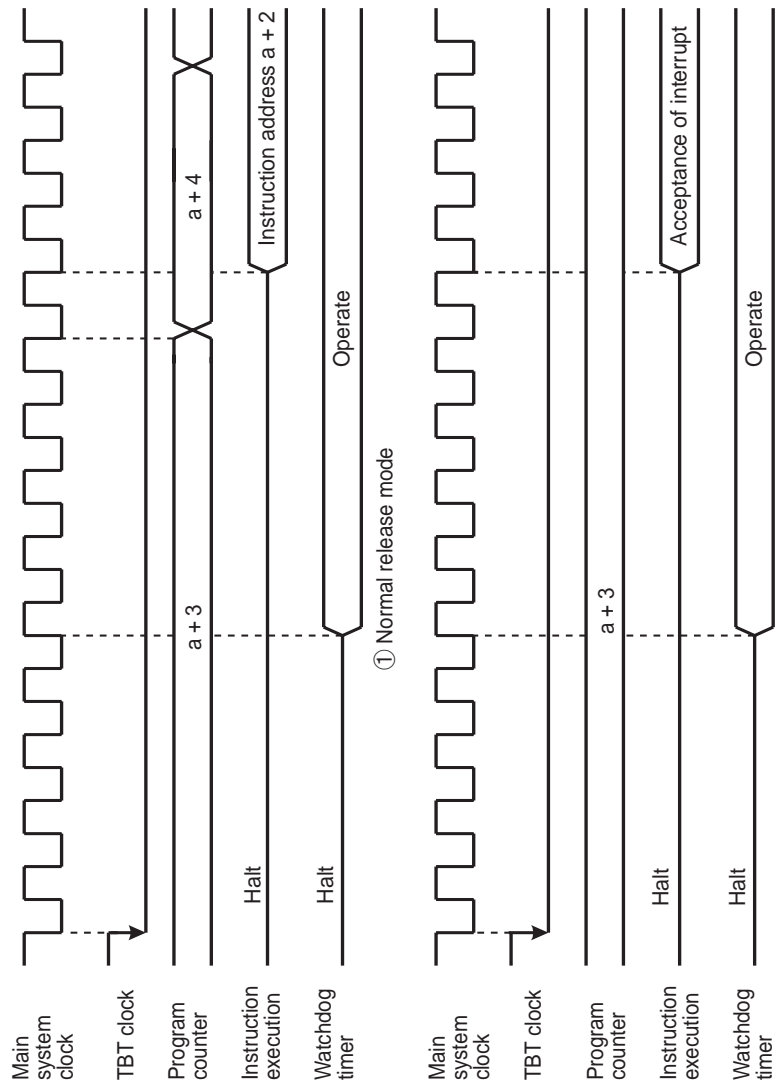 Main
system
clock
TBT clock
Program
counter
a + 3
a + 4
Instruction
execution
Halt
Instruction address a + 2
Watchdog
timer
Halt
Operate
① Normal release mode
Main
system
clock
TBT clock
Program
counter
a + 3
Instruction
execution
Halt
Acceptance of interrupt
Watchdog
timer
Halt
Operate